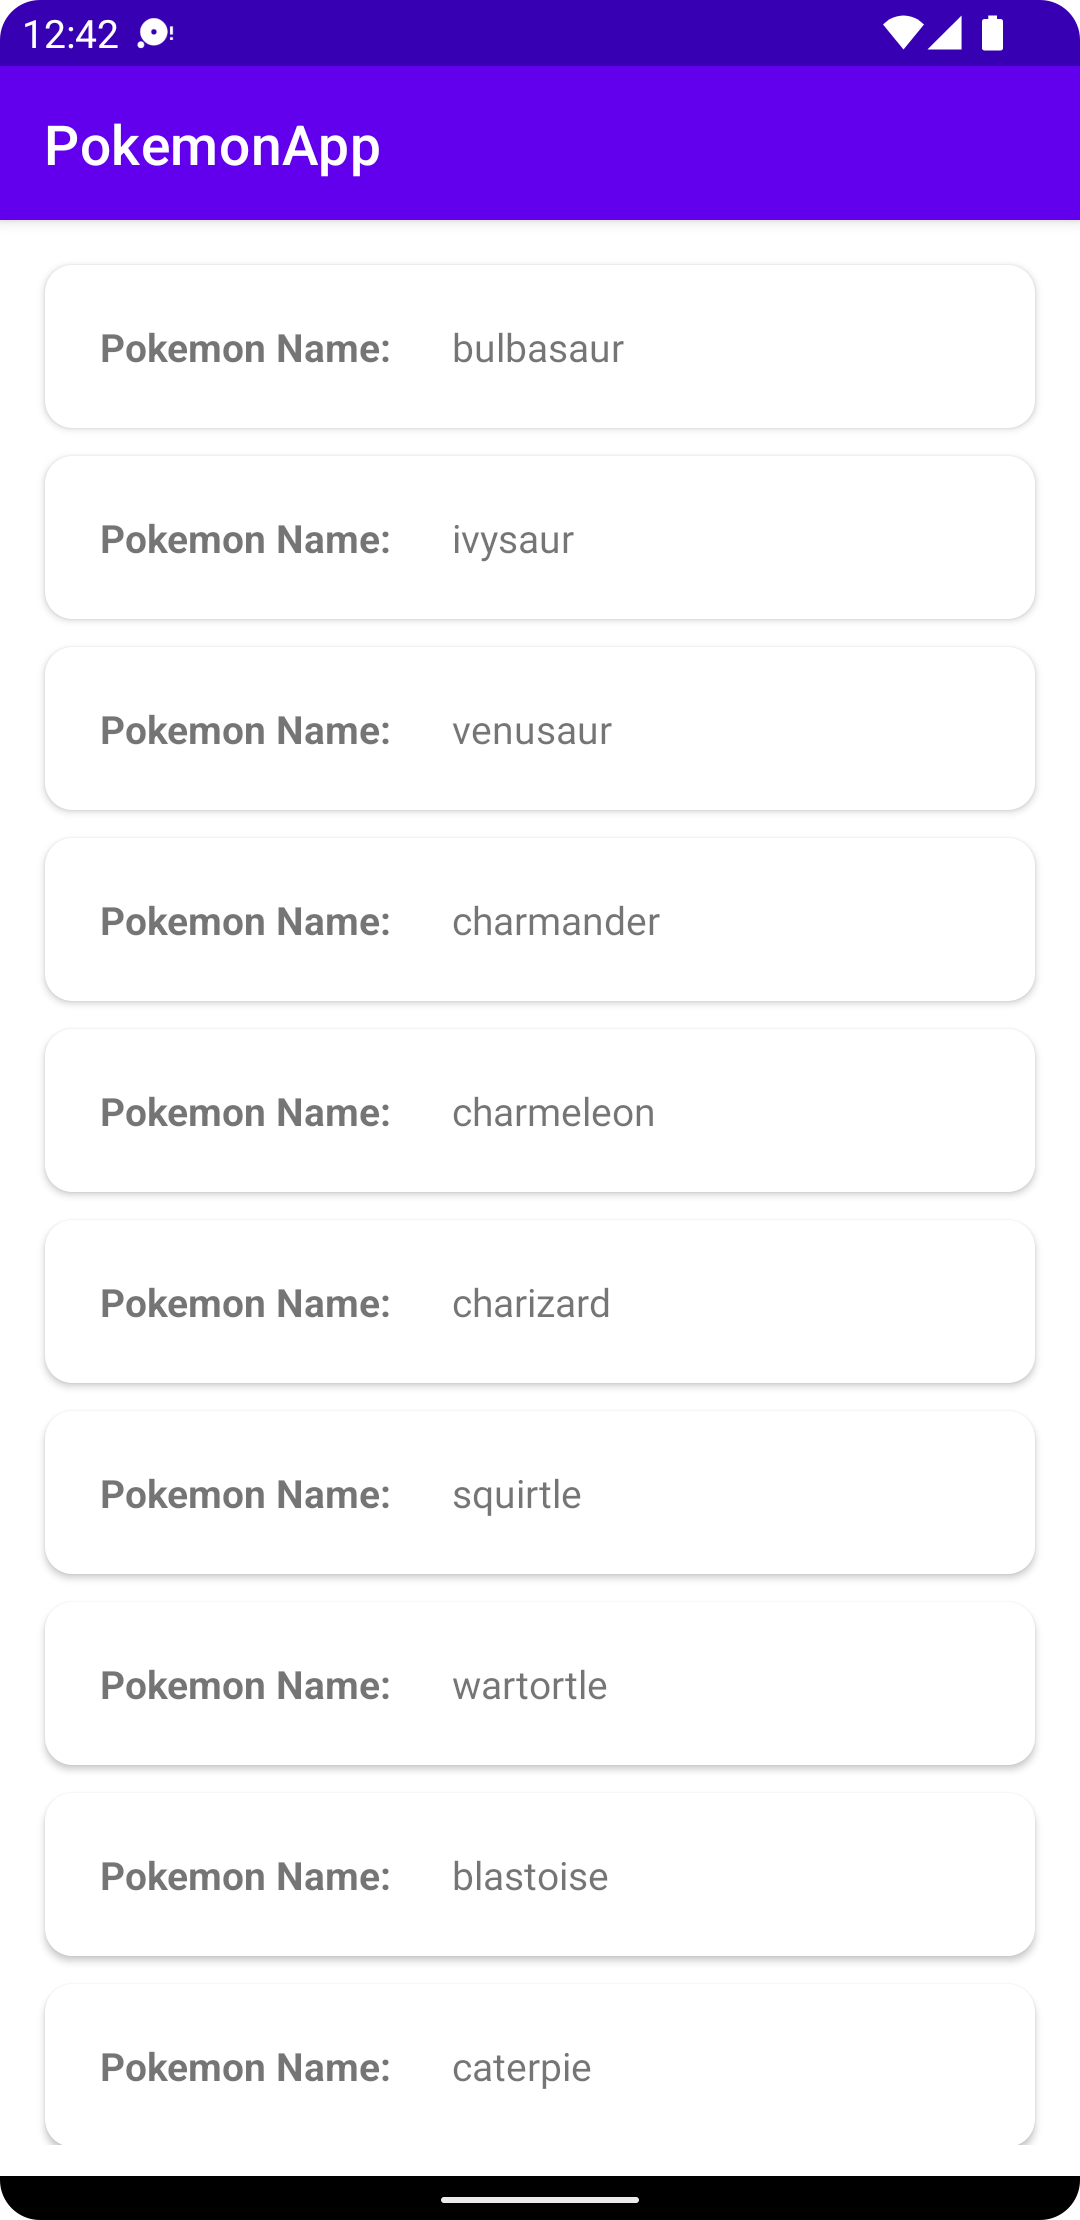 12:42
PokemonApp
Pokemon Name: bulbasaur
Pokemon Name: ivysaur
Pokemon Name: venusaur
Pokemon Name: charmander
Pokemon Name: charmeleon
Pokemon Name: charizard
Pokemon Name: squirtle
Pokemon Name: wartortle
Pokemon Name: blastoise
Pokemon Name: caterpie